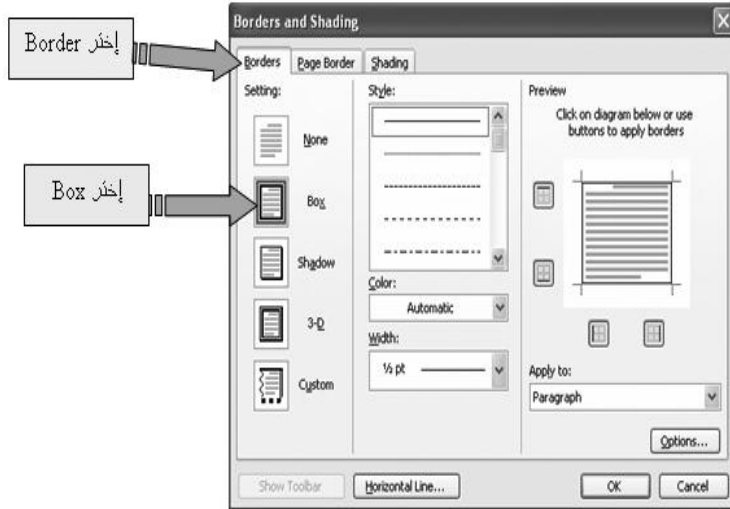 إختر Border
إختر Box
Borders and Shading
Borders
Page Border
Shading
Setting:
None
Box
Shadow
3-D
Custom
Style:
Color:
Automatic
Width:
½ pt
Preview
Click on diagram below or use
buttons to apply borders
Apply to:
Paragraph
Options...
Show Toolbar
Horizontal Line...
OK
Cancel